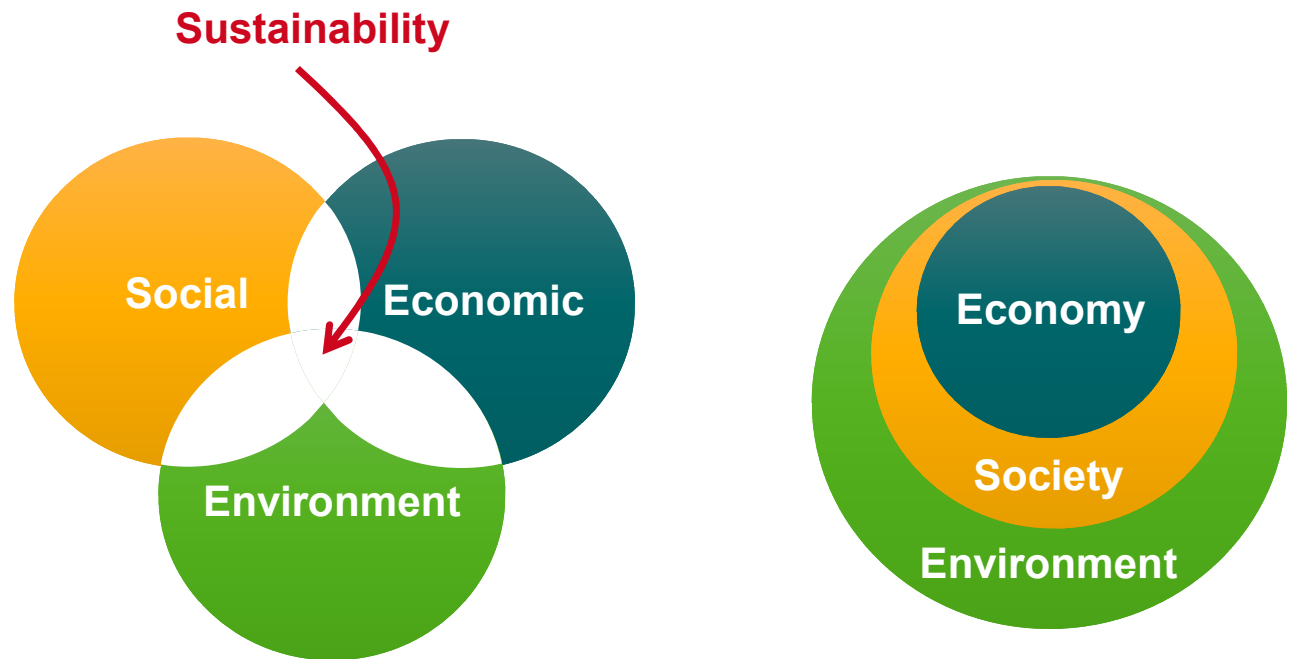 Sustainability
Social
Economic
Environment
Economy
Society
Environment